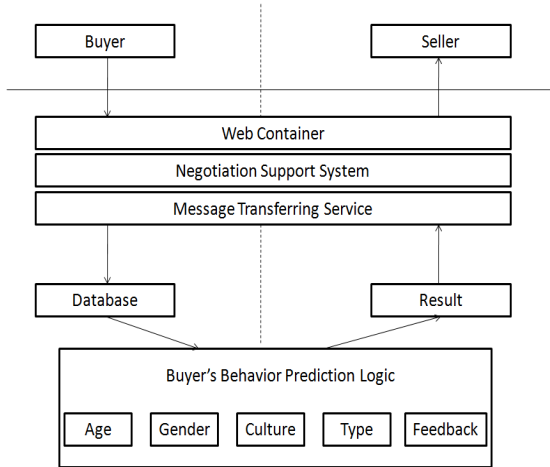 Buyer
Seller
Web Container
Negotiation Support System
Message Transferring Service
Database
Result
Buyer’s Behavior Prediction Logic
Age
Gender
Culture
Type
Feedback